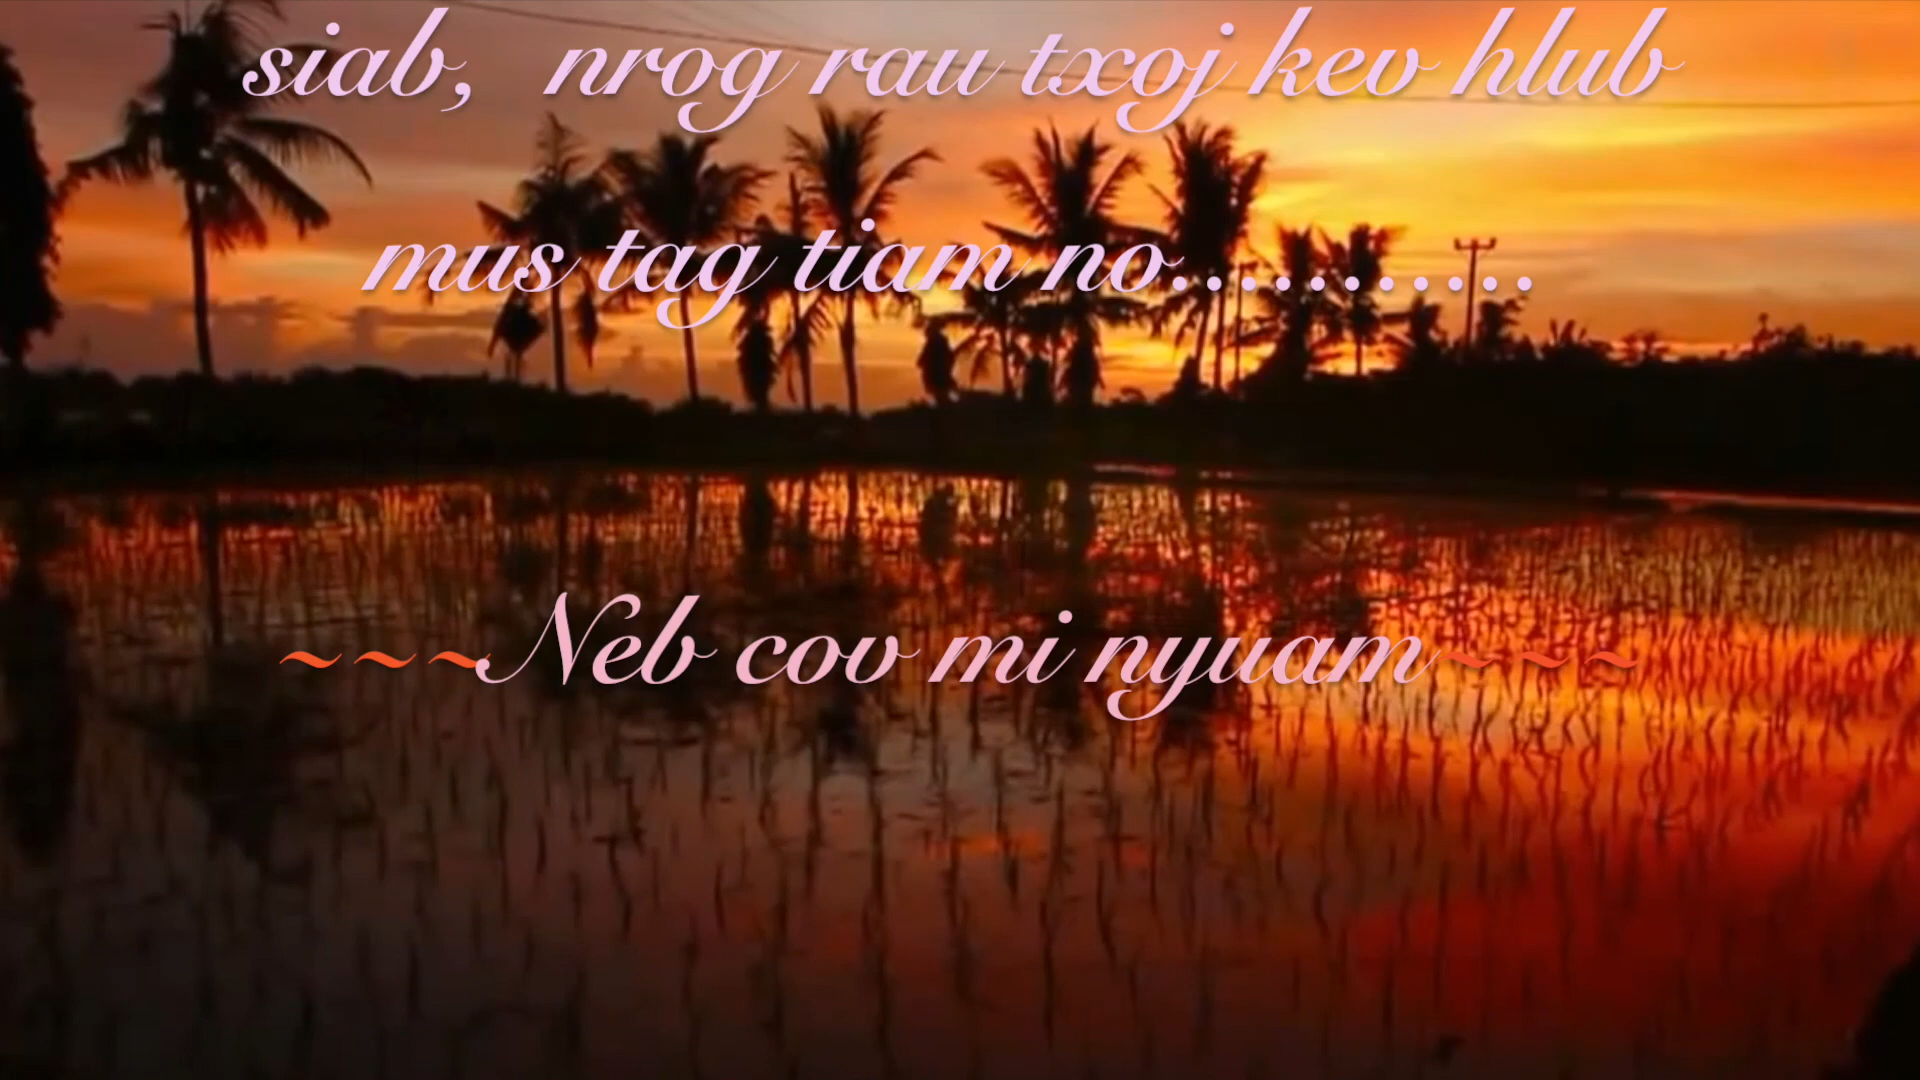 siab, nrog rau txoj kev hlub
mus tag tiam no...........
~~~Neb cov mi nyuam~~~